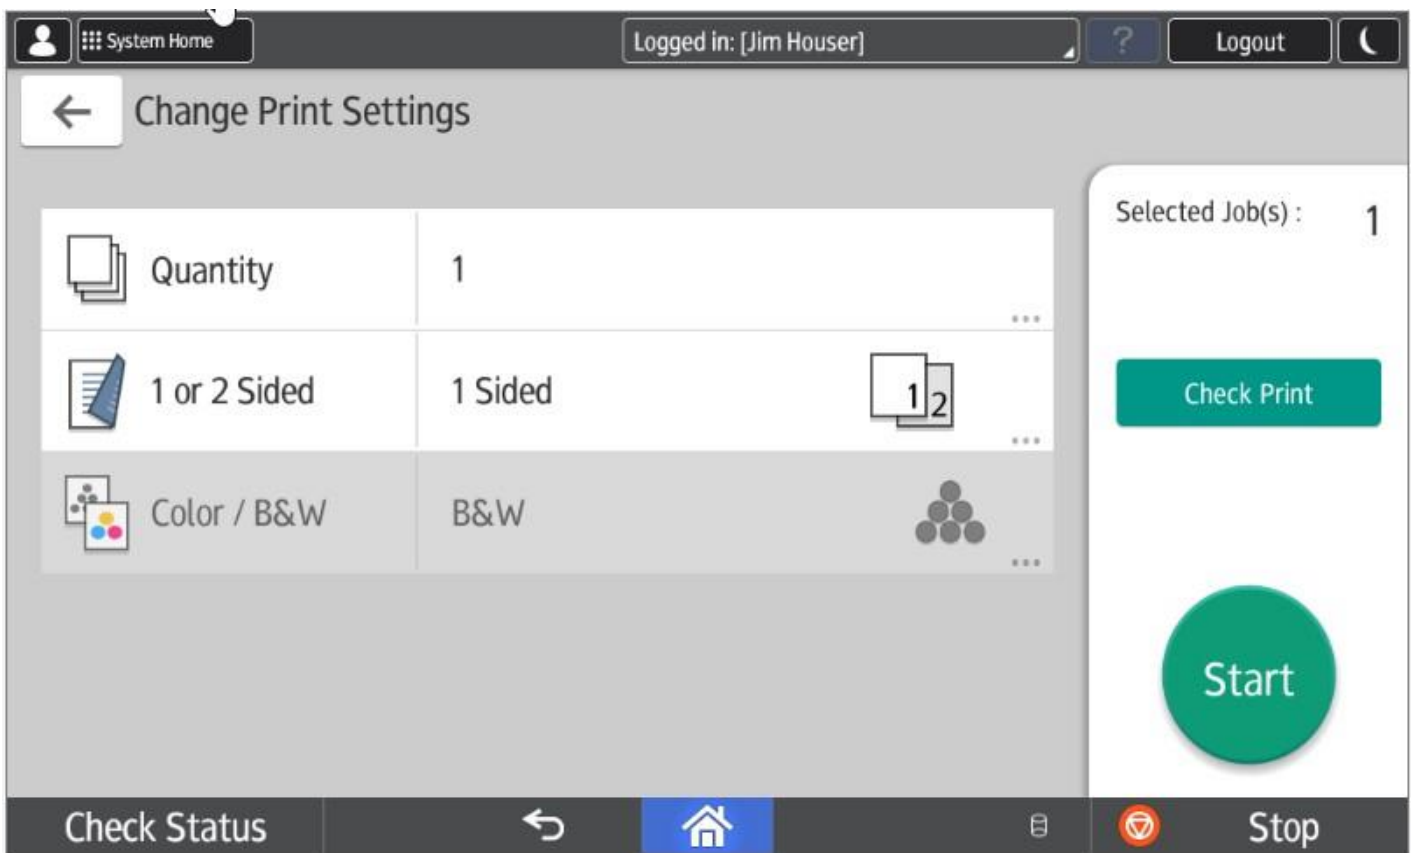 System Home
Logged in: [Jim Houser]
?
Logout
Change Print Settings
Selected Job(s) : 1
Quantity 1
1 or 2 Sided 1 Sided 1 2
Check Print
Color / B&W B&W
Start
Check Status
Stop